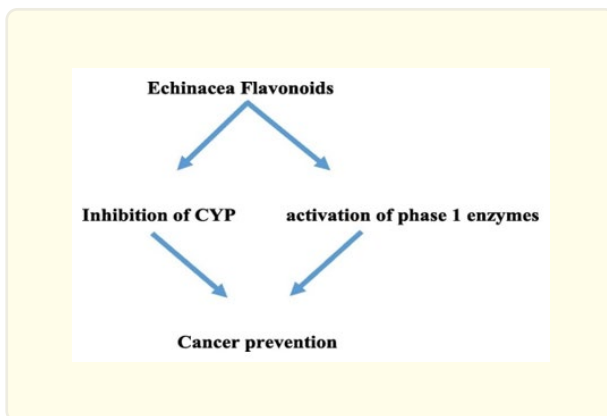 Echinacea Flavonoids
Inhibition of CYP
activation of phase 1 enzymes
Cancer prevention